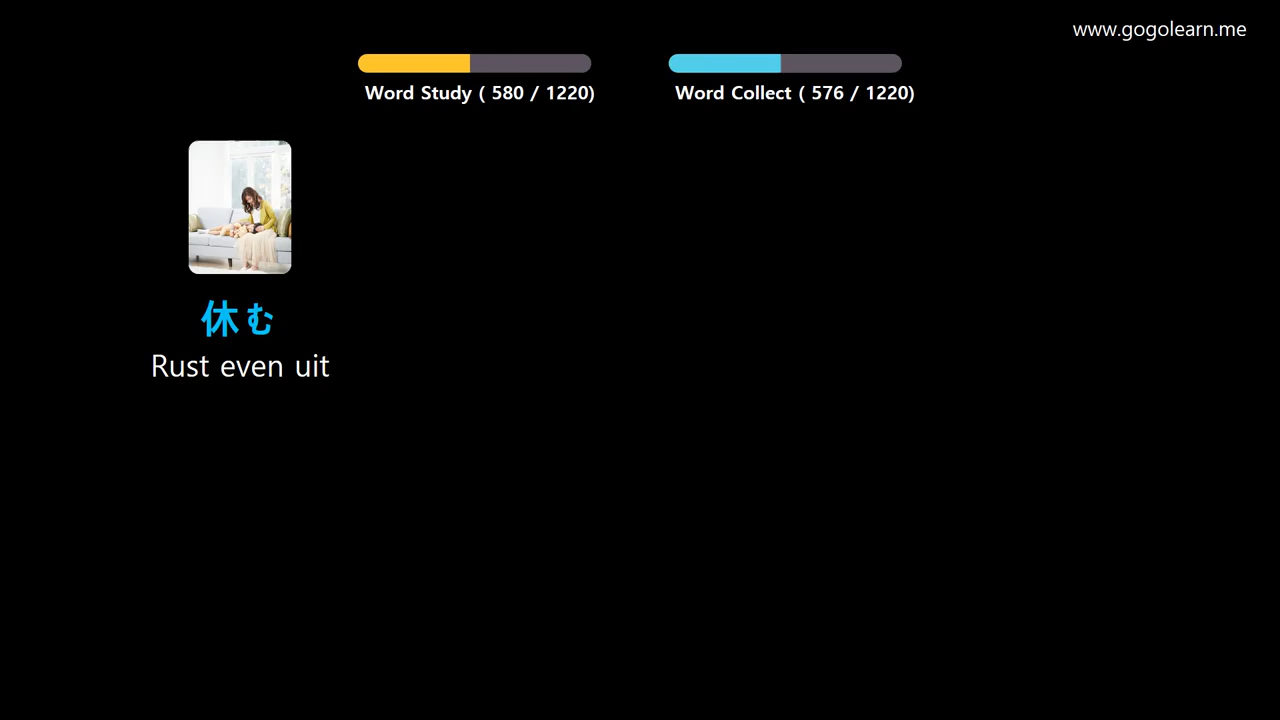 www.gogolearn.me
Word Study ( 580 / 1220)
Word Collect ( 576 / 1220)
休む
Rust even uit